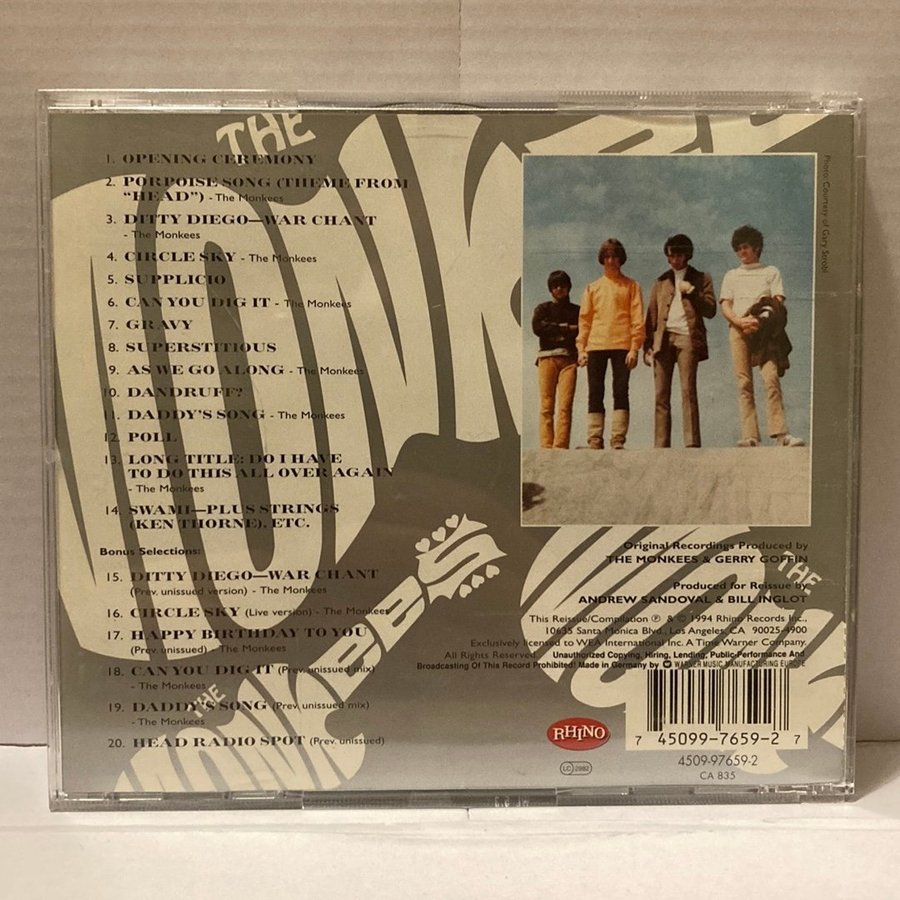 THE
MONKEES
1. OPENING CEREMONY
2. PORPOISE SONG (THEME FROM
"HEAD") - The Monkees
3. DITTY DIEGO—WAR CHANT
- The Monkees
4. CIRCLE SKY - The Monkees
5. SUPPLICIO
6. CAN YOU DIG IT - The Monkees
7. GRAVY
8. SUPERSTITIOUS
9. AS WE GO ALONG - The Monkees
10. DANDRUFF?
11. DADDY'S SONG - The Monkees
12. POLL
13. LONG TITLE: DO I HAVE
TO DO THIS ALL OVER AGAIN
- The Monkees
14. SWAMI—PLUS STRINGS
(KEN THORNE), ETC.
Bonus Selections:
15. DITTY DIEGO—WAR CHANT
(Prev. unissued version) - The Monkees
16. CIRCLE SKY (Live version) - The Monkees
17. HAPPY BIRTHDAY TO YOU
(Prev. unissued) - The Monkees
18. CAN YOU DIG IT (Prev. unissued mix)
- The Monkees
19. DADDY'S SONG (Prev. unissued mix)
- The Monkees
20. HEAD RADIO SPOT (Prev. unissued)
THE
MONKEES
Photo: Courtesy of Gary Strobl
Original Recordings Produced by
THE MONKEES & GERRY GOFFIN
Produced for Reissue by
ANDREW SANDOVAL & BILL INGLOT
This Reissue/Compilation ℗ & © 1994 Rhino Records Inc.,
10635 Santa Monica Blvd., Los Angeles, CA 90025-4900
Exclusively licensed to WEA International Inc. A Time Warner Company.
All Rights Reserved. Unauthorized Copying, Hiring, Lending, Public Performance And
Broadcasting Of This Record Prohibited! Made in Germany by WARNER MUSIC MANUFACTURING EUROPE
THE
RHINO
LC 2982
7 45099-7659-2 7
4509-97659-2
CA 835